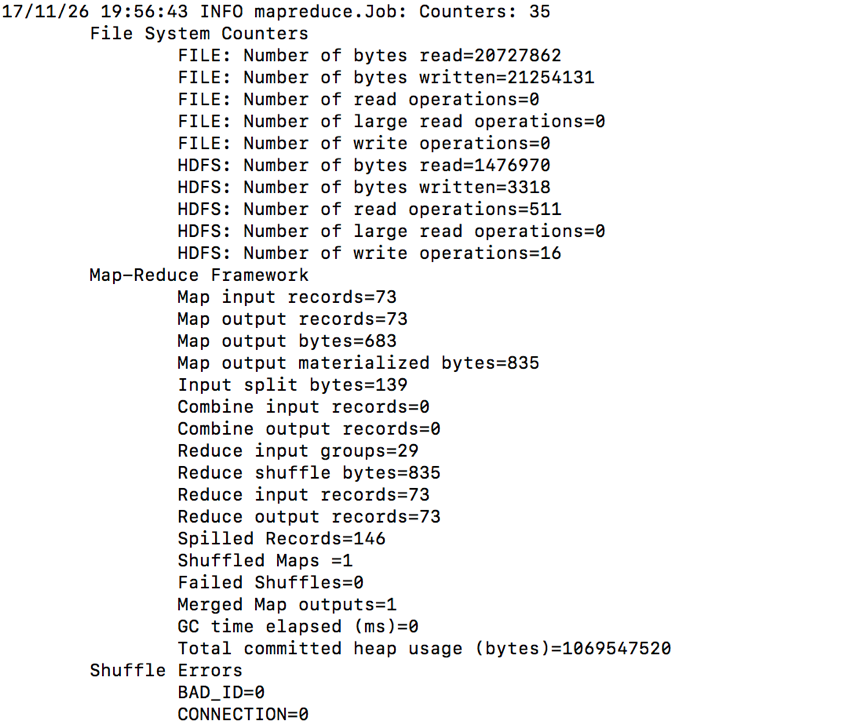 17/11/26 19:56:43 INFO mapreduce.Job: Counters: 35
File System Counters
FILE: Number of bytes read=20727862
FILE: Number of bytes written=21254131
FILE: Number of read operations=0
FILE: Number of large read operations=0
FILE: Number of write operations=0
HDFS: Number of bytes read=1476970
HDFS: Number of bytes written=3318
HDFS: Number of read operations=511
HDFS: Number of large read operations=0
HDFS: Number of write operations=16
Map-Reduce Framework
Map input records=73
Map output records=73
Map output bytes=683
Map output materialized bytes=835
Input split bytes=139
Combine input records=0
Combine output records=0
Reduce input groups=29
Reduce shuffle bytes=835
Reduce input records=73
Reduce output records=73
Spilled Records=146
Shuffled Maps =1
Failed Shuffles=0
Merged Map outputs=1
GC time elapsed (ms)=0
Total committed heap usage (bytes)=1069547520
Shuffle Errors
BAD_ID=0
CONNECTION=0